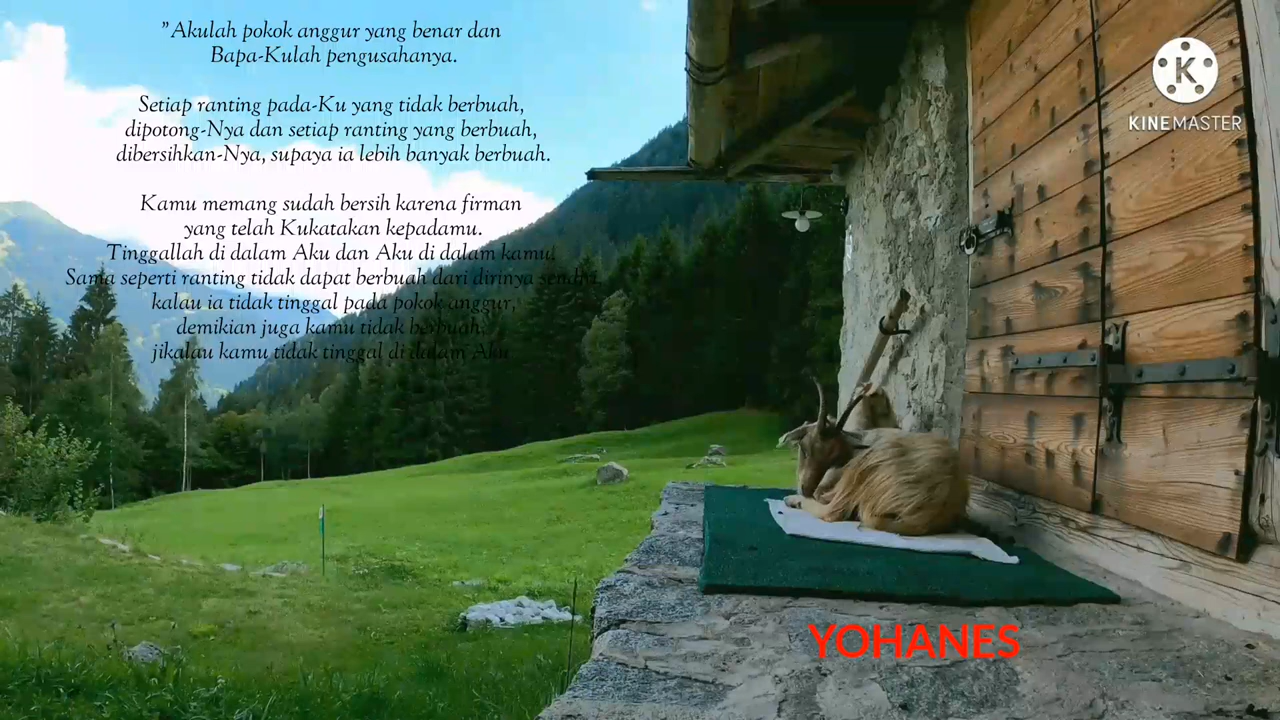 "Akulah pokok anggur yang benar dan
Bapa-Kulah pengusahanya.
Setiap ranting pada-Ku yang tidak berbuah,
dipotong-Nya dan setiap ranting yang berbuah,
dibersihkan-Nya, supaya ia lebih banyak berbuah.
Kamu memang sudah bersih karena firman
yang telah Kukatakan kepadamu.
Tinggallah di dalam Aku dan Aku di dalam kamu.
Sama seperti ranting tidak dapat berbuah dari dirinya sendiri,
kalau ia tidak tinggal pada pokok anggur,
demikian juga kamu tidak berbuah.
jikalau kamu tidak tinggal di dalam Aku
K
KINEMASTER
YOHANES